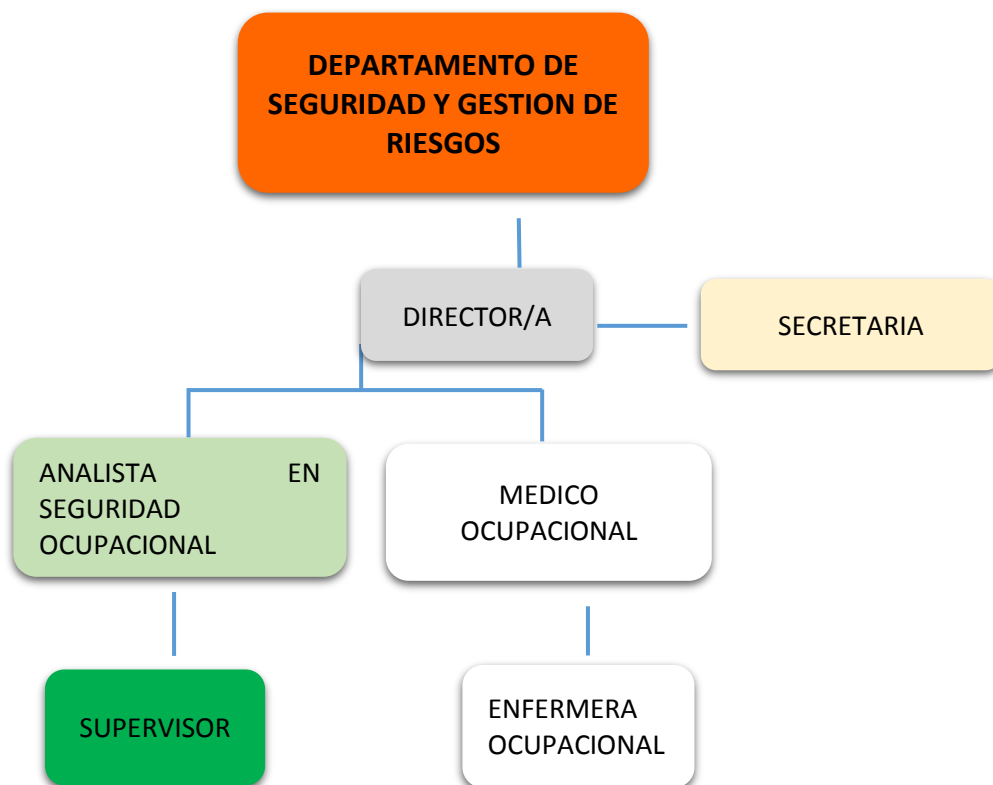 DEPARTAMENTO DE
SEGURIDAD Y GESTION DE
RIESGOS
DIRECTOR/A
SECRETARIA
ANALISTA EN
SEGURIDAD
OCUPACIONAL
MEDICO
OCUPACIONAL
SUPERVISOR
ENFERMERA
OCUPACIONAL